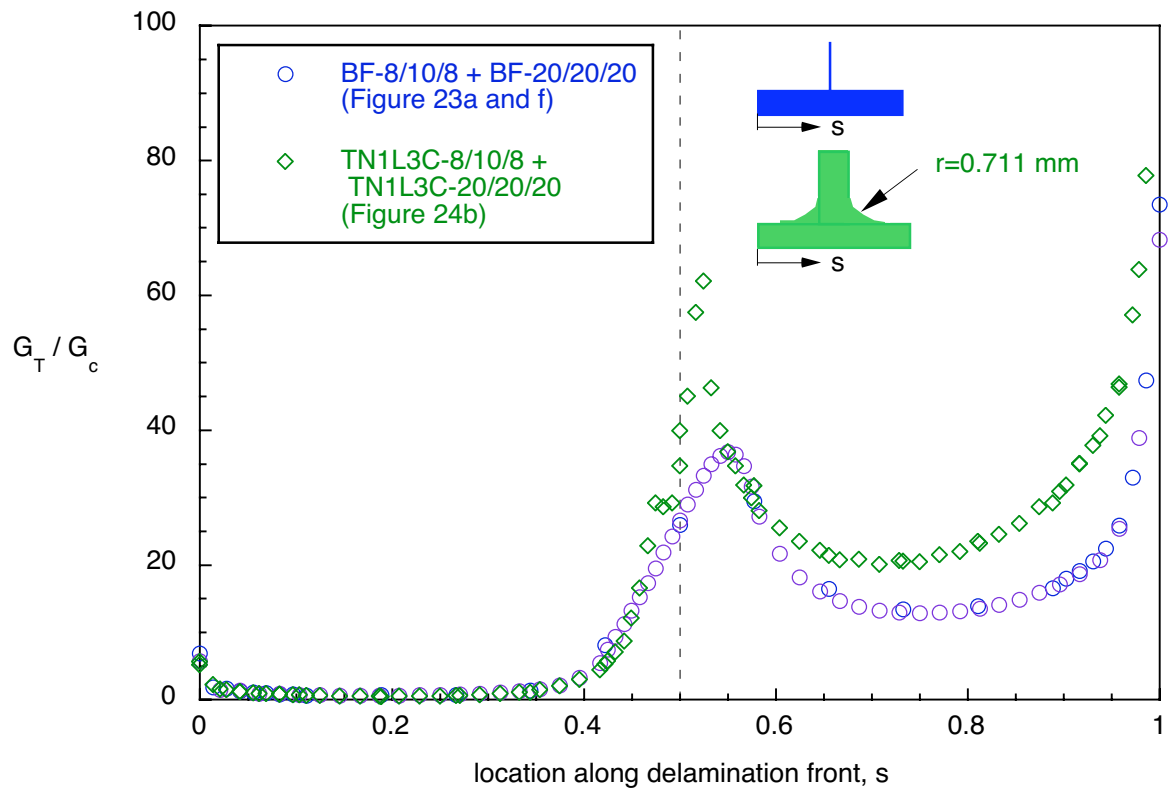 100
80
60
40
20
0
G_T / G_c
BF-8/10/8 + BF-20/20/20
(Figure 23a and f)
TN1L3C-8/10/8 +
TN1L3C-20/20/20
(Figure 24b)
s
r=0.711 mm
s
0 0.2 0.4 0.6 0.8 1
location along delamination front, s